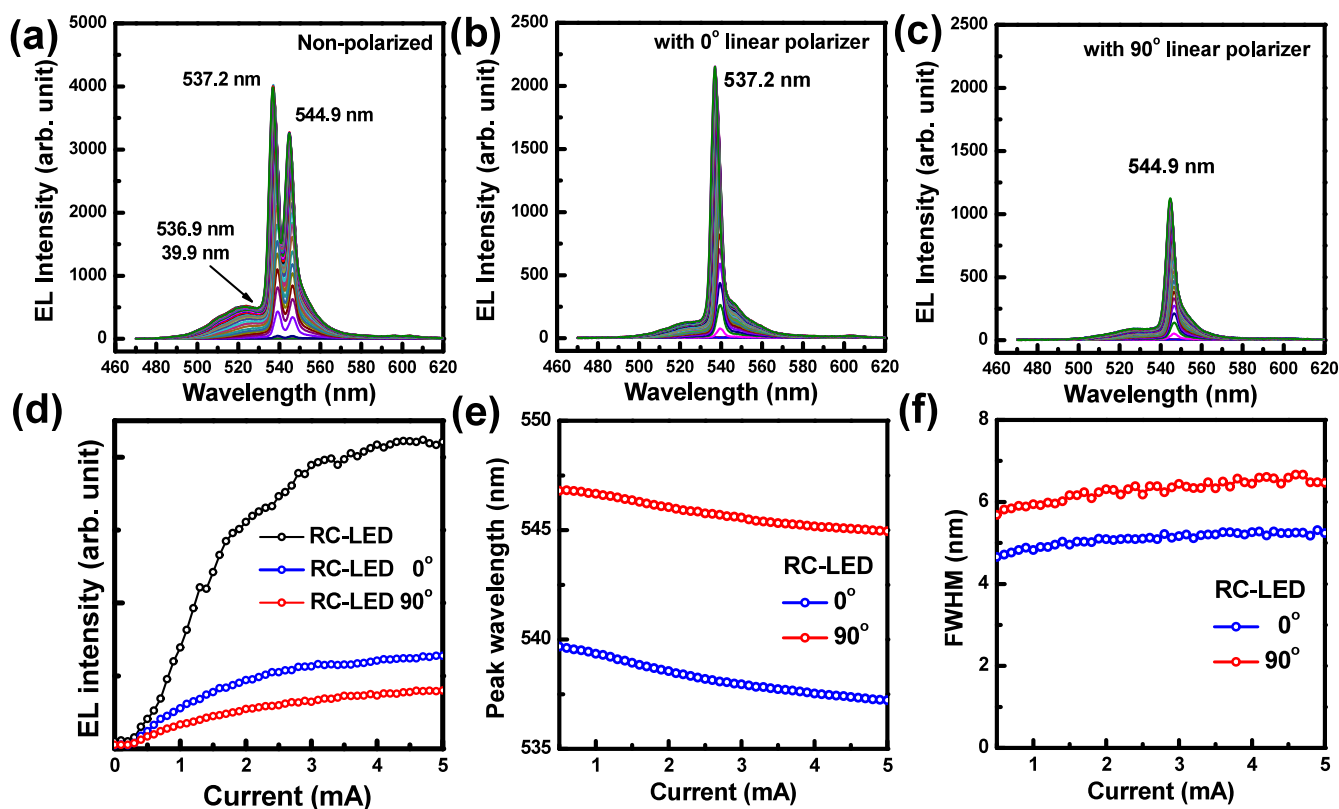 (a)
Non-polarized
537.2 nm
544.9 nm
536.9 nm
39.9 nm
EL Intensity (arb. unit)
5000
4000
3000
2000
1000
0
460 480 500 520 540 560 580 600 620
Wavelength (nm)
(b)
with 0° linear polarizer
537.2 nm
EL Intensity (arb. unit)
2500
2000
1500
1000
500
0
460 480 500 520 540 560 580 600 620
Wavelength (nm)
(c)
with 90° linear polarizer
544.9 nm
EL Intensity (arb. unit)
2500
2000
1500
1000
500
0
460 480 500 520 540 560 580 600 620
Wavelength (nm)
(d)
EL intensity (arb. unit)
RC-LED
RC-LED 0°
RC-LED 90°
0 1 2 3 4 5
Current (mA)
(e)
Peak wavelength (nm)
550
545
540
535
RC-LED
0°
90°
1 2 3 4 5
Current (mA)
(f)
FWHM (nm)
8
6
4
2
0
RC-LED
0°
90°
1 2 3 4 5
Current (mA)